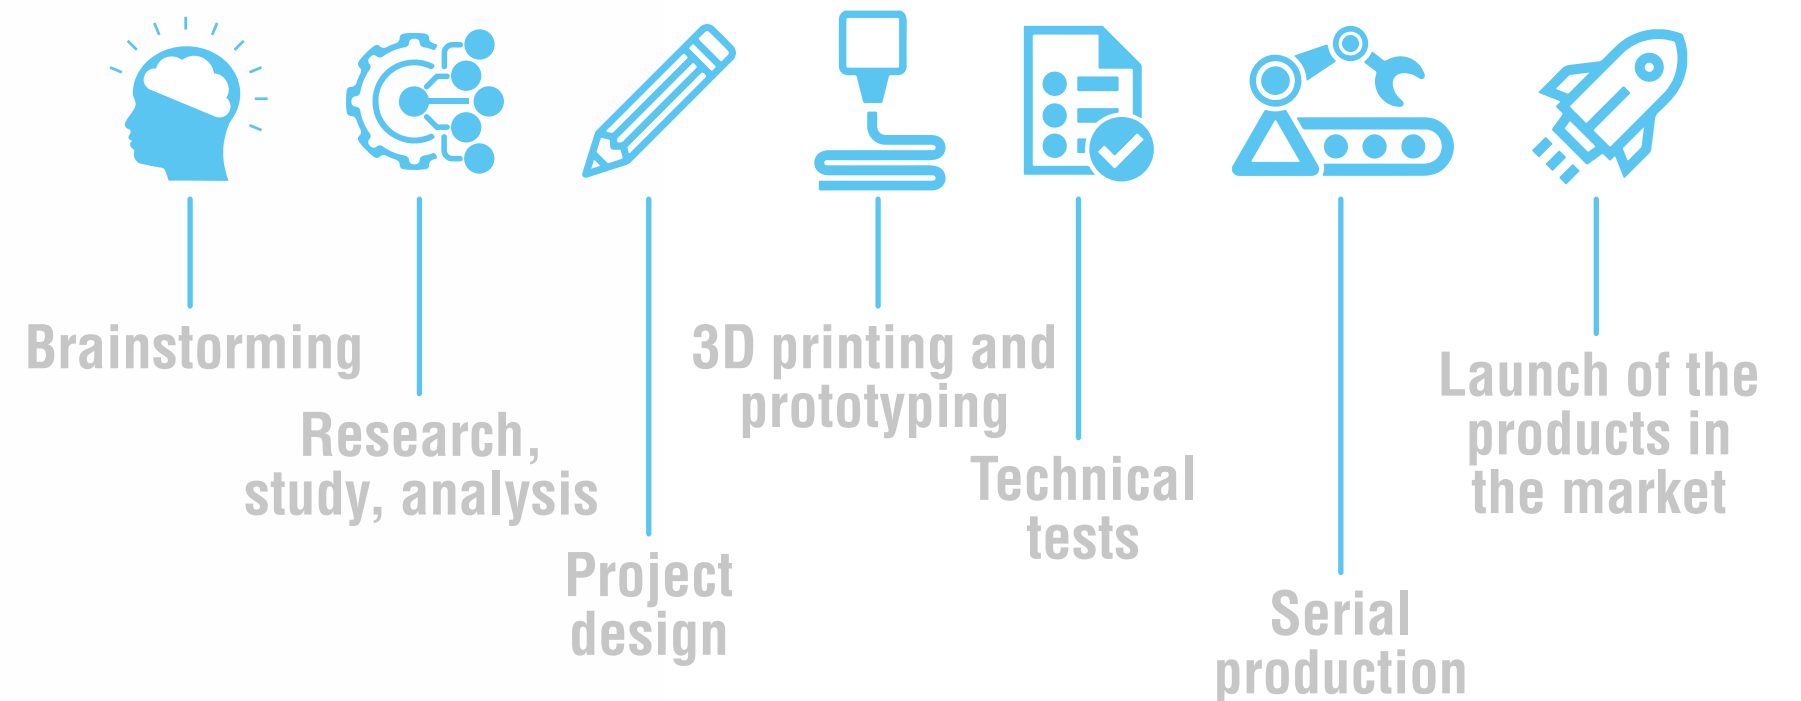 Brainstorming
Research,
study, analysis
Project
design
3D printing and
prototyping
Technical
tests
Serial
production
Launch of the
products in
the market